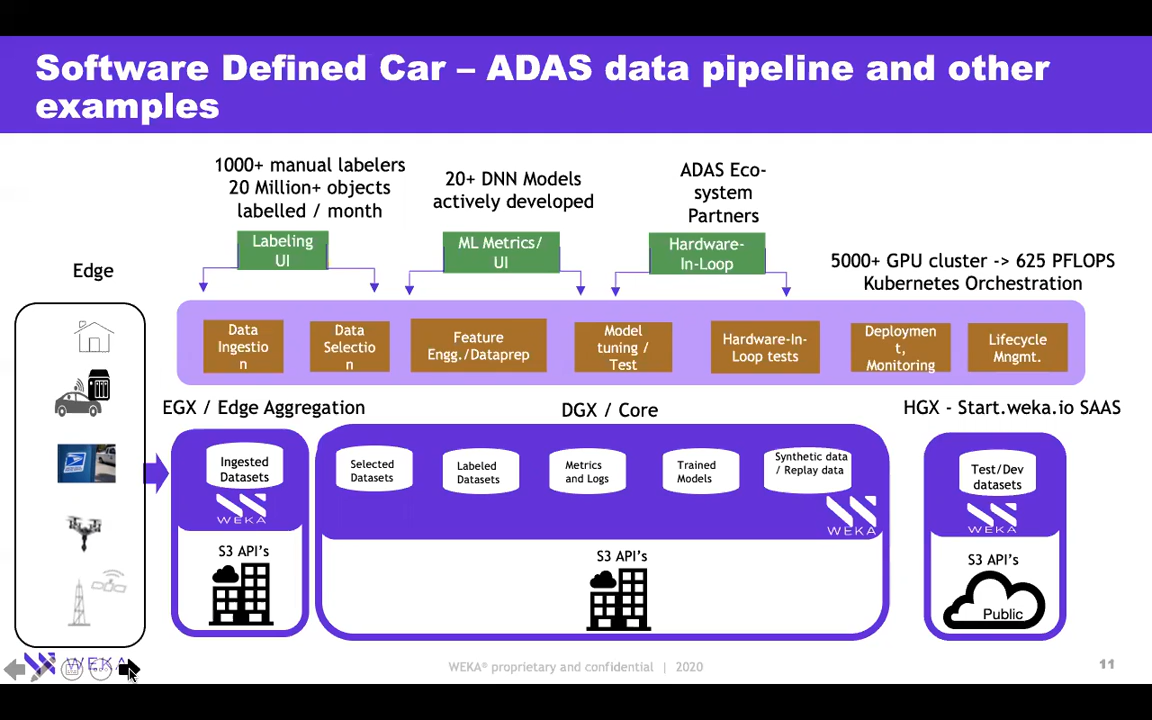 Software Defined Car – ADAS data pipeline and other
examples
1000+ manual labelers
20 Million+ objects
labelled / month
20+ DNN Models
actively developed
ADAS Eco-
system
Partners
Labeling
UI
ML Metrics/
UI
Hardware-
In-Loop
5000+ GPU cluster -> 625 PFLOPS
Kubernetes Orchestration
Edge
Data
Ingestio
n
Data
Selectio
n
Feature
Engg./Dataprep
Model
tuning /
Test
Hardware-In-
Loop tests
Deploymen
t,
Monitoring
Lifecycle
Mngmt.
EGX / Edge Aggregation
DGX / Core
HGX - Start.weka.io SAAS
Ingested
Datasets
WEKA
S3 API's
Selected
Datasets
Labeled
Datasets
Metrics
and Logs
Trained
Models
Synthetic data
/ Replay data
WEKA
S3 API's
Test/Dev
datasets
WEKA
S3 API's
Public
WEKA
WEKA® proprietary and confidential | 2020
11